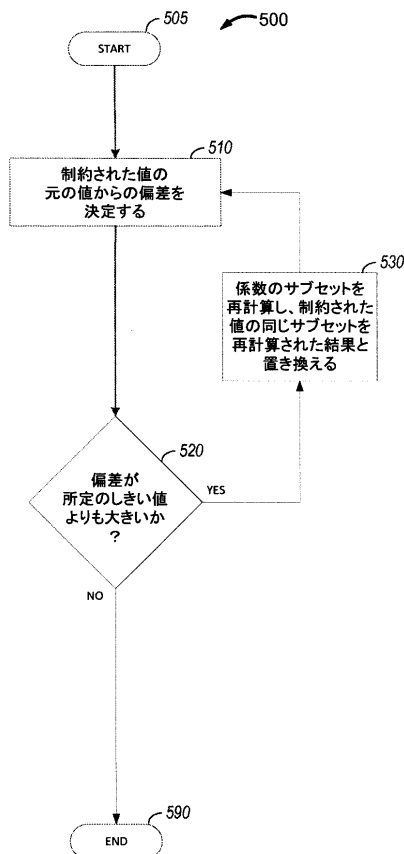 505
500
START
510
制約された値の
元の値からの偏差を
決定する
530
係数のサブセットを
再計算し、制約された
値の同じサブセットを
再計算された結果と
置き換える
520
偏差が
所定のしきい値
よりも大きいか
?
YES
NO
590
END